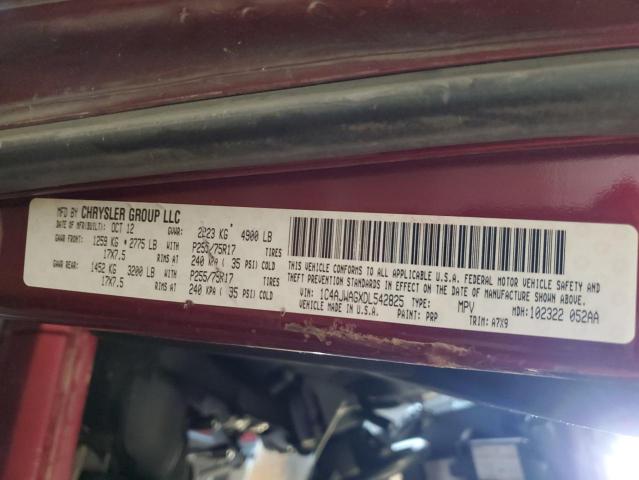 MFD BY CHRYSLER GROUP LLC
DATE OF MFR(BUILT): OCT 12 GVWR: 2223 KG 4900 LB
GAWR FRONT: 1259 KG 2775 LB WITH P255/75R17 TIRES
17X7.5 RIMS AT 240 KPA ( 35 PSI) COLD
GAWR REAR: 1452 KG 3200 LB WITH P255/75R17 TIRES
17X7.5 RIMS AT 240 KPA ( 35 PSI) COLD
THIS VEHICLE CONFORMS TO ALL APPLICABLE U.S.A. FEDERAL MOTOR VEHICLE SAFETY AND
THEFT PREVENTION STANDARDS IN EFFECT ON THE DATE OF MANUFACTURE SHOWN ABOVE.
VIN: 1C4AJWAGXDL542825 TYPE: MPV MDH:102322 052AA
VEHICLE MADE IN U.S.A. PAINT: PRP TRIM: A7X9